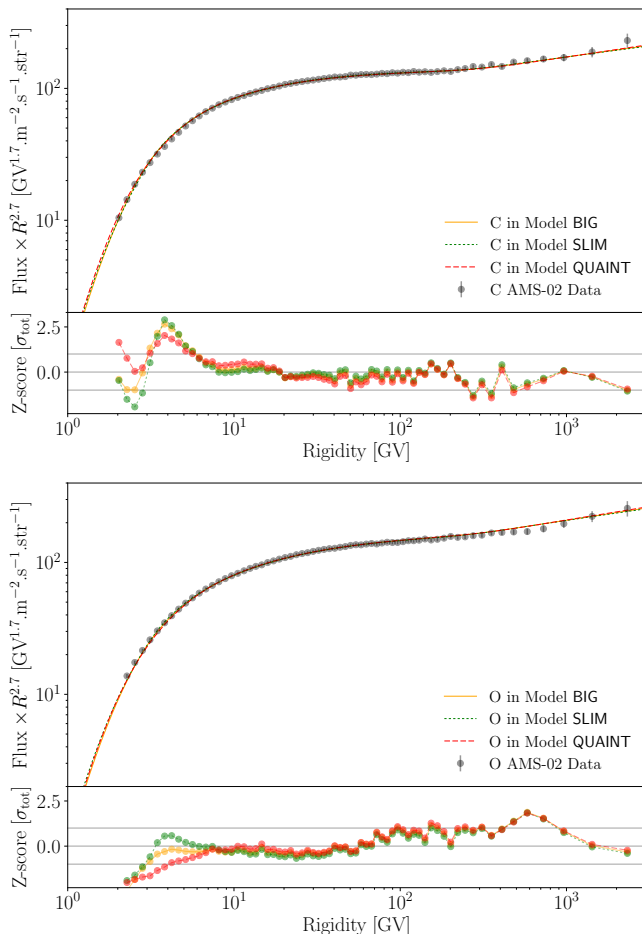 Flux ×R^2.7 [GV^1.7.m^−2.s^−1.str^−1]
10^2
10^1
C in Model BIG
C in Model SLIM
C in Model QUAINT
C AMS-02 Data
Z-score [σ_tot]
2.5
0.0
10^0
10^1
10^2
10^3
Rigidity [GV]
Flux ×R^2.7 [GV^1.7.m^−2.s^−1.str^−1]
10^2
10^1
O in Model BIG
O in Model SLIM
O in Model QUAINT
O AMS-02 Data
Z-score [σ_tot]
2.5
0.0
10^0
10^1
10^2
10^3
Rigidity [GV]